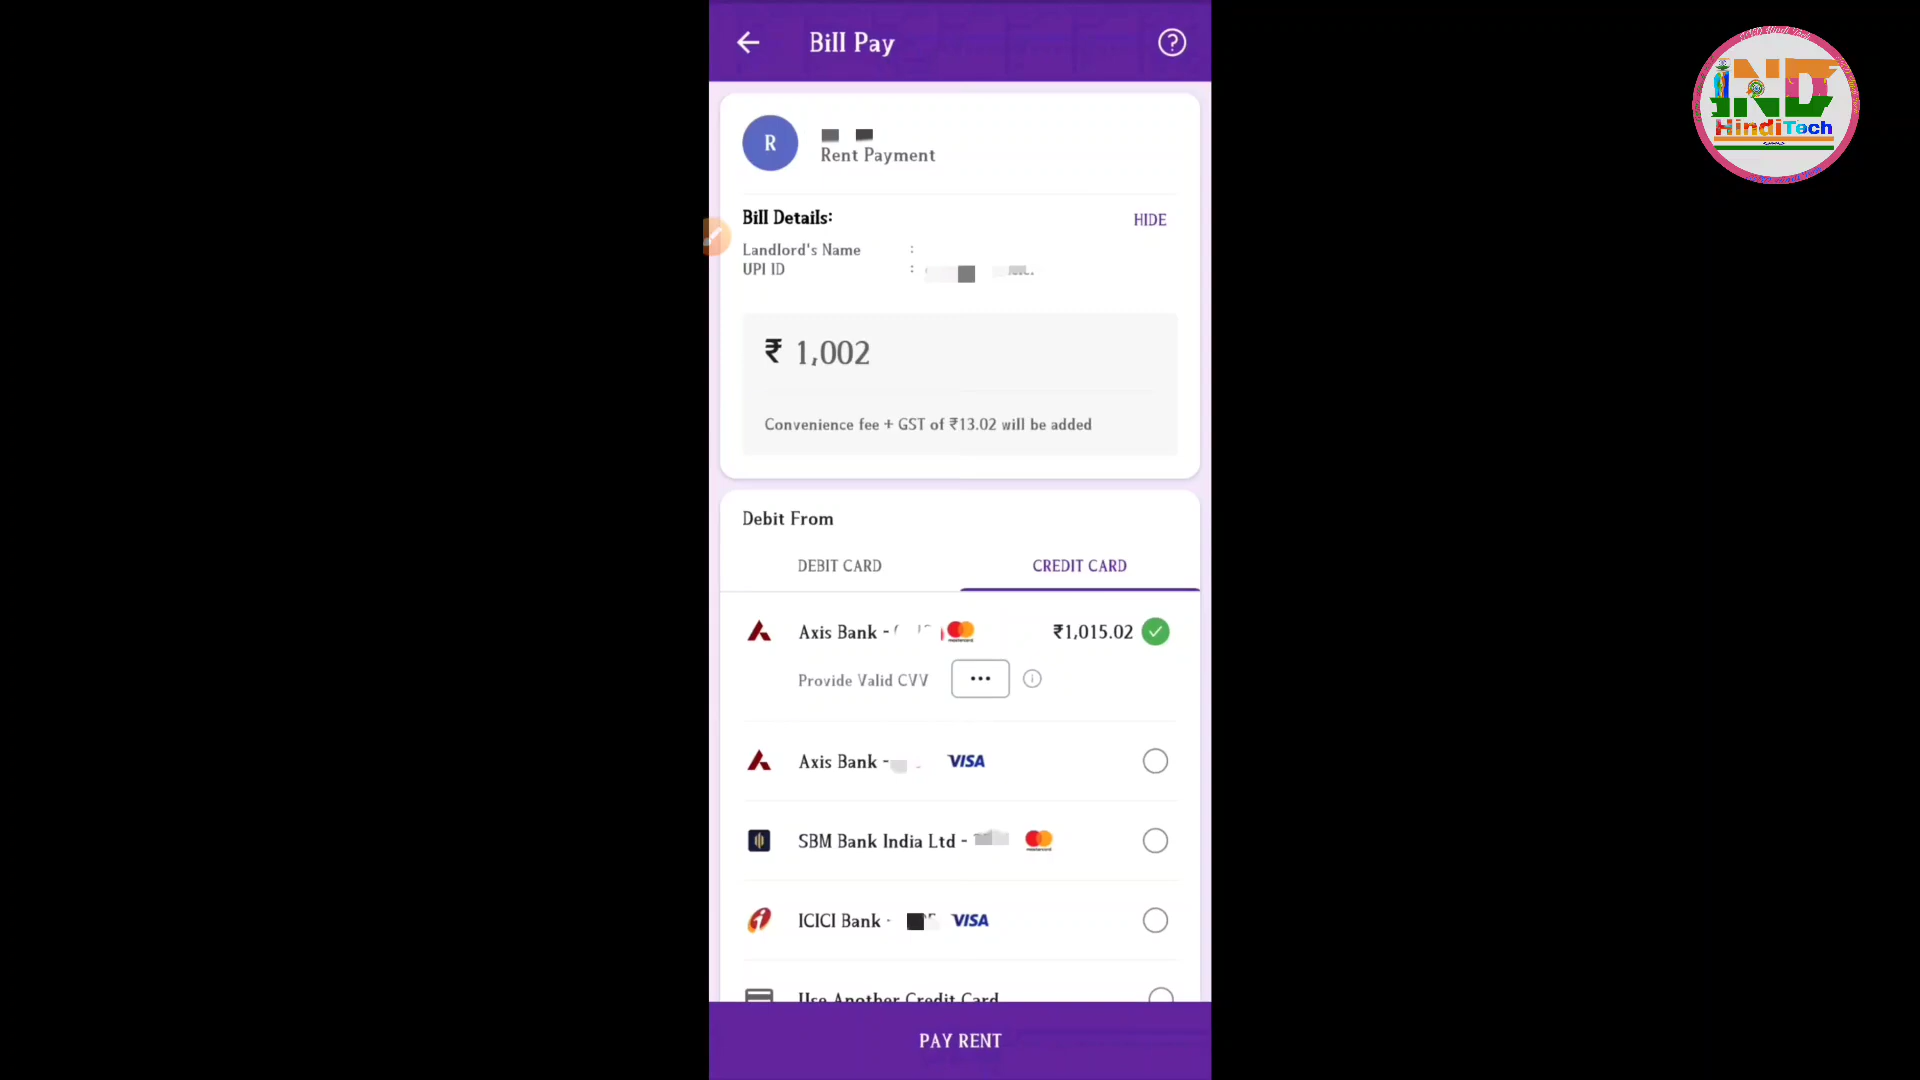 Bill Pay
R
Rent Payment
Bill Details:
HIDE
Landlord's Name :
UPI ID :
₹ 1,002
Convenience fee + GST of ₹13.02 will be added
Debit From
DEBIT CARD
CREDIT CARD
Axis Bank -
₹1,015.02
Provide Valid CVV
Axis Bank -
VISA
SBM Bank India Ltd -
ICICI Bank -
VISA
Use Another Credit Card
PAY RENT
iND
HindiTech